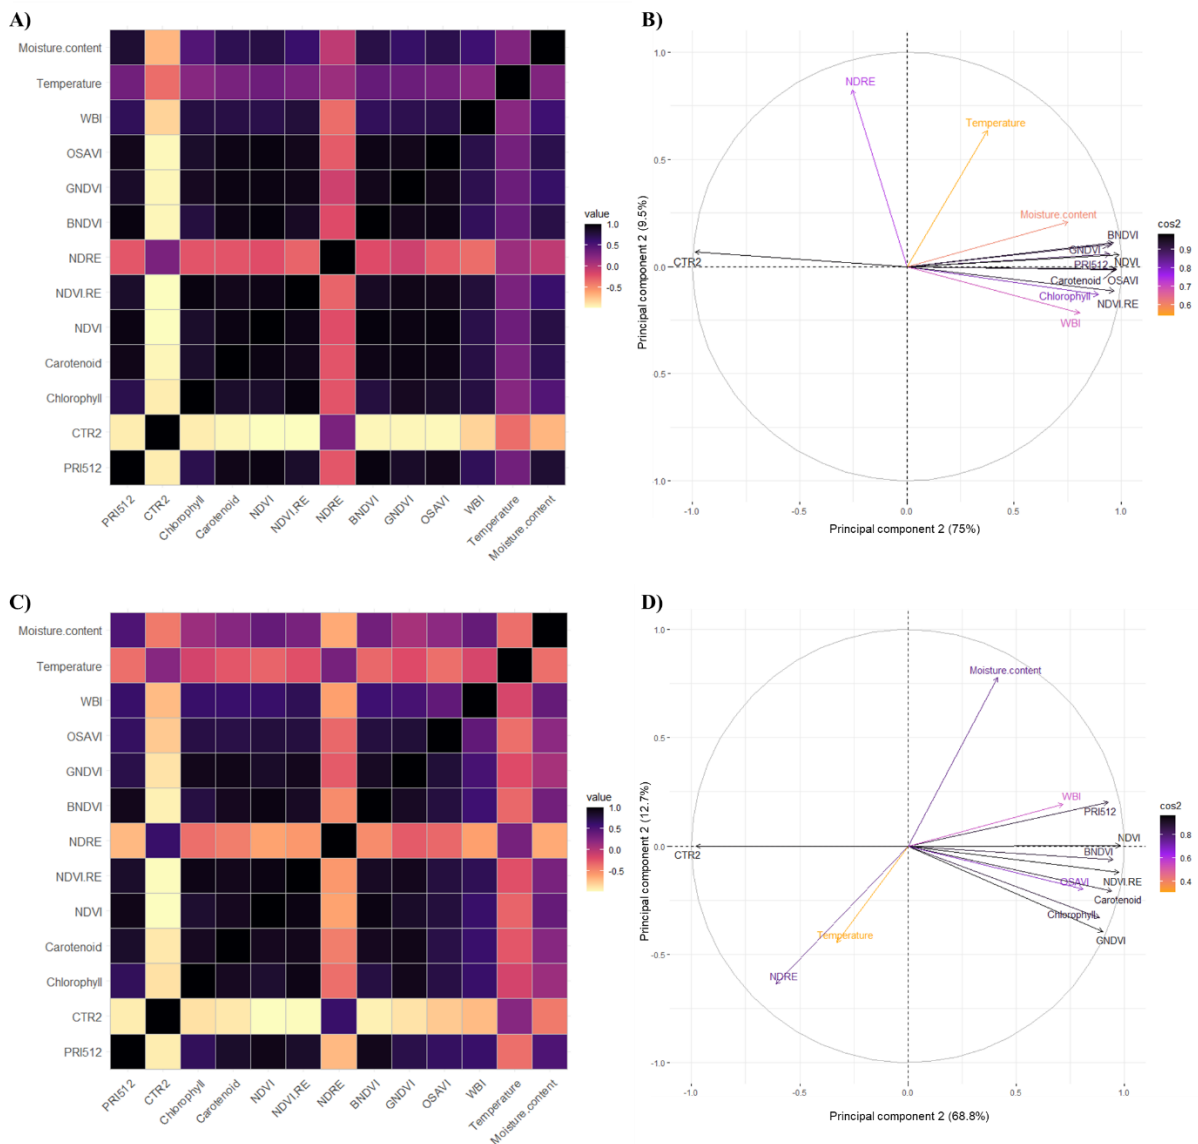 A)
Moisture.content
Temperature
WBI
OSAVI
GNDVI
BNDVI
NDRE
NDVI.RE
NDVI
Carotenoid
Chlorophyll
CTR2
PRI512
PRI512
CTR2
Chlorophyll
Carotenoid
NDVI
NDVI.RE
NDRE
BNDVI
GNDVI
OSAVI
WBI
Temperature
Moisture.content
value
1.0
0.5
0.0
-0.5
B)
Principal component 2 (9.5%)
1.0
0.5
0.0
-0.5
-1.0
NDRE
Temperature
Moisture.content
BNDVI
GNDVI
PRI512
NDVI
CTR2
Carotenoid
OSAVI
Chlorophyll
NDVI.RE
WBI
-1.0
-0.5
0.0
0.5
1.0
Principal component 2 (75%)
cos2
0.9
0.8
0.7
0.6
C)
Moisture.content
Temperature
WBI
OSAVI
GNDVI
BNDVI
NDRE
NDVI.RE
NDVI
Carotenoid
Chlorophyll
CTR2
PRI512
PRI512
CTR2
Chlorophyll
Carotenoid
NDVI
NDVI.RE
NDRE
BNDVI
GNDVI
OSAVI
WBI
Temperature
Moisture.content
value
1.0
0.5
0.0
-0.5
D)
Principal component 2 (12.7%)
1.0
0.5
0.0
-0.5
-1.0
Moisture.content
WBI
PRI512
NDVI
CTR2
BNDVI
OSAVI
NDVI.RE
Carotenoid
Chlorophyll
GNDVI
Temperature
NDRE
-1.0
-0.5
0.0
0.5
1.0
Principal component 2 (68.8%)
cos2
0.8
0.6
0.4